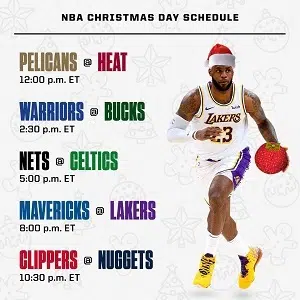 NBA CHRISTMAS DAY SCHEDULE
PELICANS @ HEAT
12:00 p.m. ET
WARRIORS @ BUCKS
2:30 p.m. ET
NETS @ CELTICS
5:00 p.m. ET
MAVERICKS @ LAKERS
8:00 p.m. ET
CLIPPERS @ NUGGETS
10:30 p.m. ET
LAKERS
23